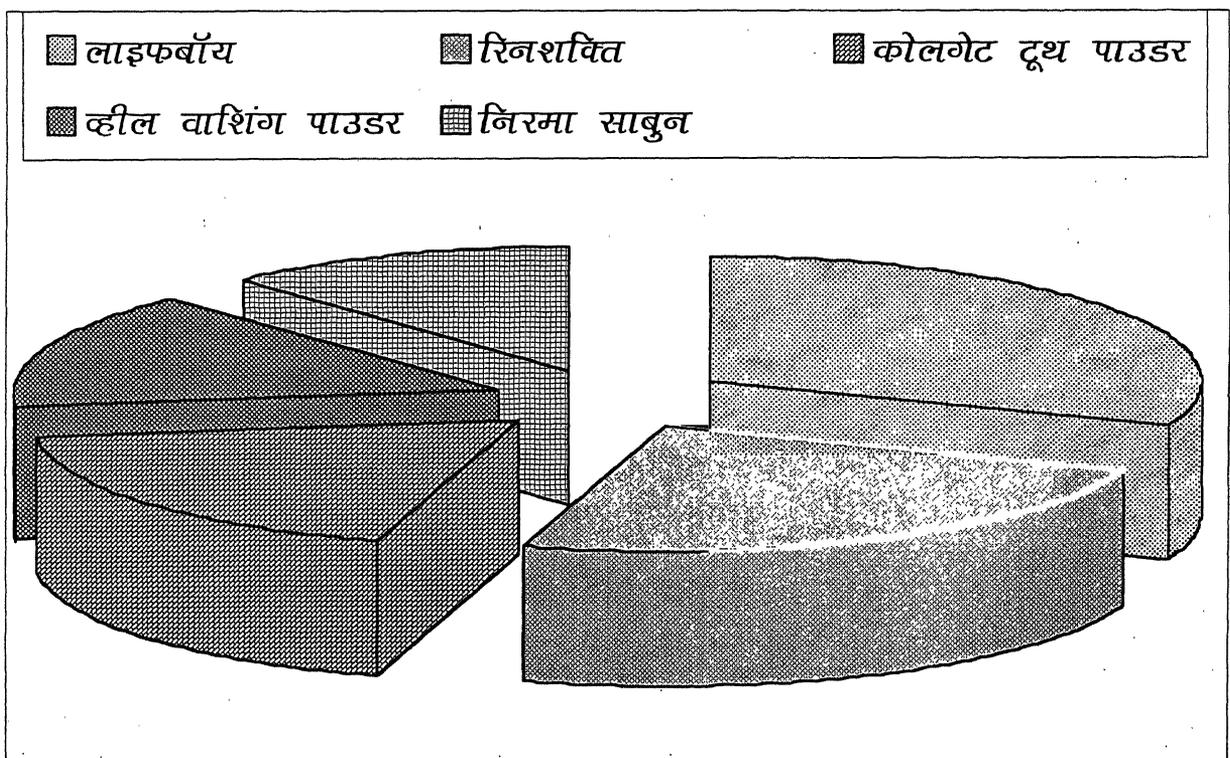 लाइफबॉय रिनशक्ति कोलगेट टूथ पाउडर
व्हील वाशिंग पाउडर निरमा साबुन